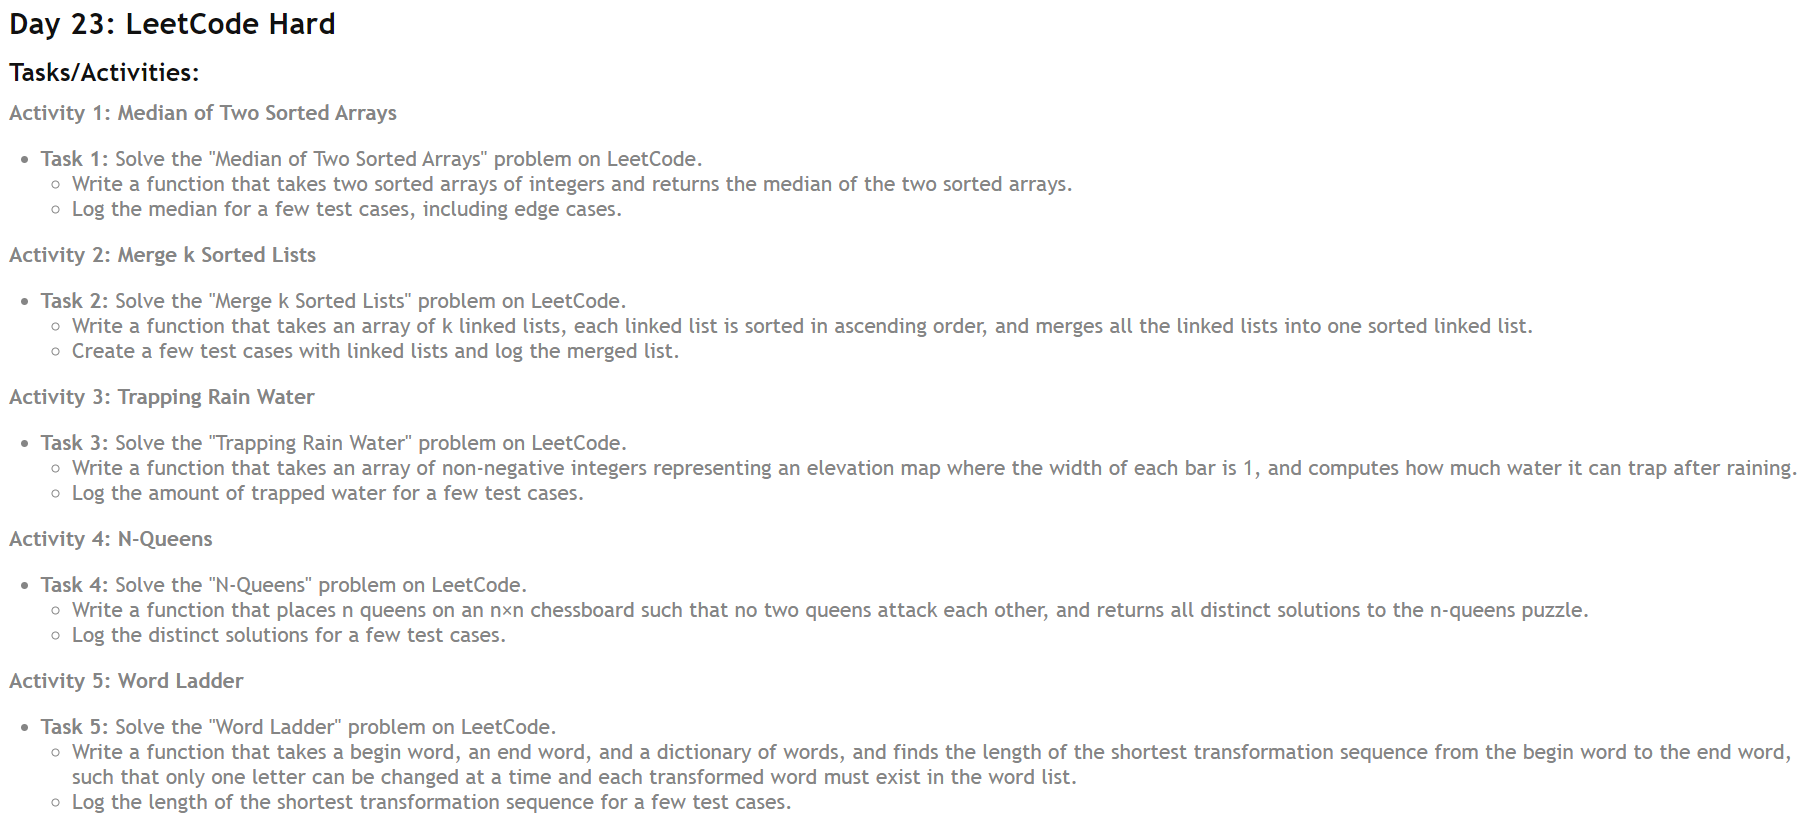 Day 23: LeetCode Hard
Tasks/Activities:
Activity 1: Median of Two Sorted Arrays
• Task 1: Solve the "Median of Two Sorted Arrays" problem on LeetCode.
○ Write a function that takes two sorted arrays of integers and returns the median of the two sorted arrays.
○ Log the median for a few test cases, including edge cases.
Activity 2: Merge k Sorted Lists
• Task 2: Solve the "Merge k Sorted Lists" problem on LeetCode.
○ Write a function that takes an array of k linked lists, each linked list is sorted in ascending order, and merges all the linked lists into one sorted linked list.
○ Create a few test cases with linked lists and log the merged list.
Activity 3: Trapping Rain Water
• Task 3: Solve the "Trapping Rain Water" problem on LeetCode.
○ Write a function that takes an array of non-negative integers representing an elevation map where the width of each bar is 1, and computes how much water it can trap after raining.
○ Log the amount of trapped water for a few test cases.
Activity 4: N-Queens
• Task 4: Solve the "N-Queens" problem on LeetCode.
○ Write a function that places n queens on an n×n chessboard such that no two queens attack each other, and returns all distinct solutions to the n-queens puzzle.
○ Log the distinct solutions for a few test cases.
Activity 5: Word Ladder
• Task 5: Solve the "Word Ladder" problem on LeetCode.
○ Write a function that takes a begin word, an end word, and a dictionary of words, and finds the length of the shortest transformation sequence from the begin word to the end word,
such that only one letter can be changed at a time and each transformed word must exist in the word list.
○ Log the length of the shortest transformation sequence for a few test cases.